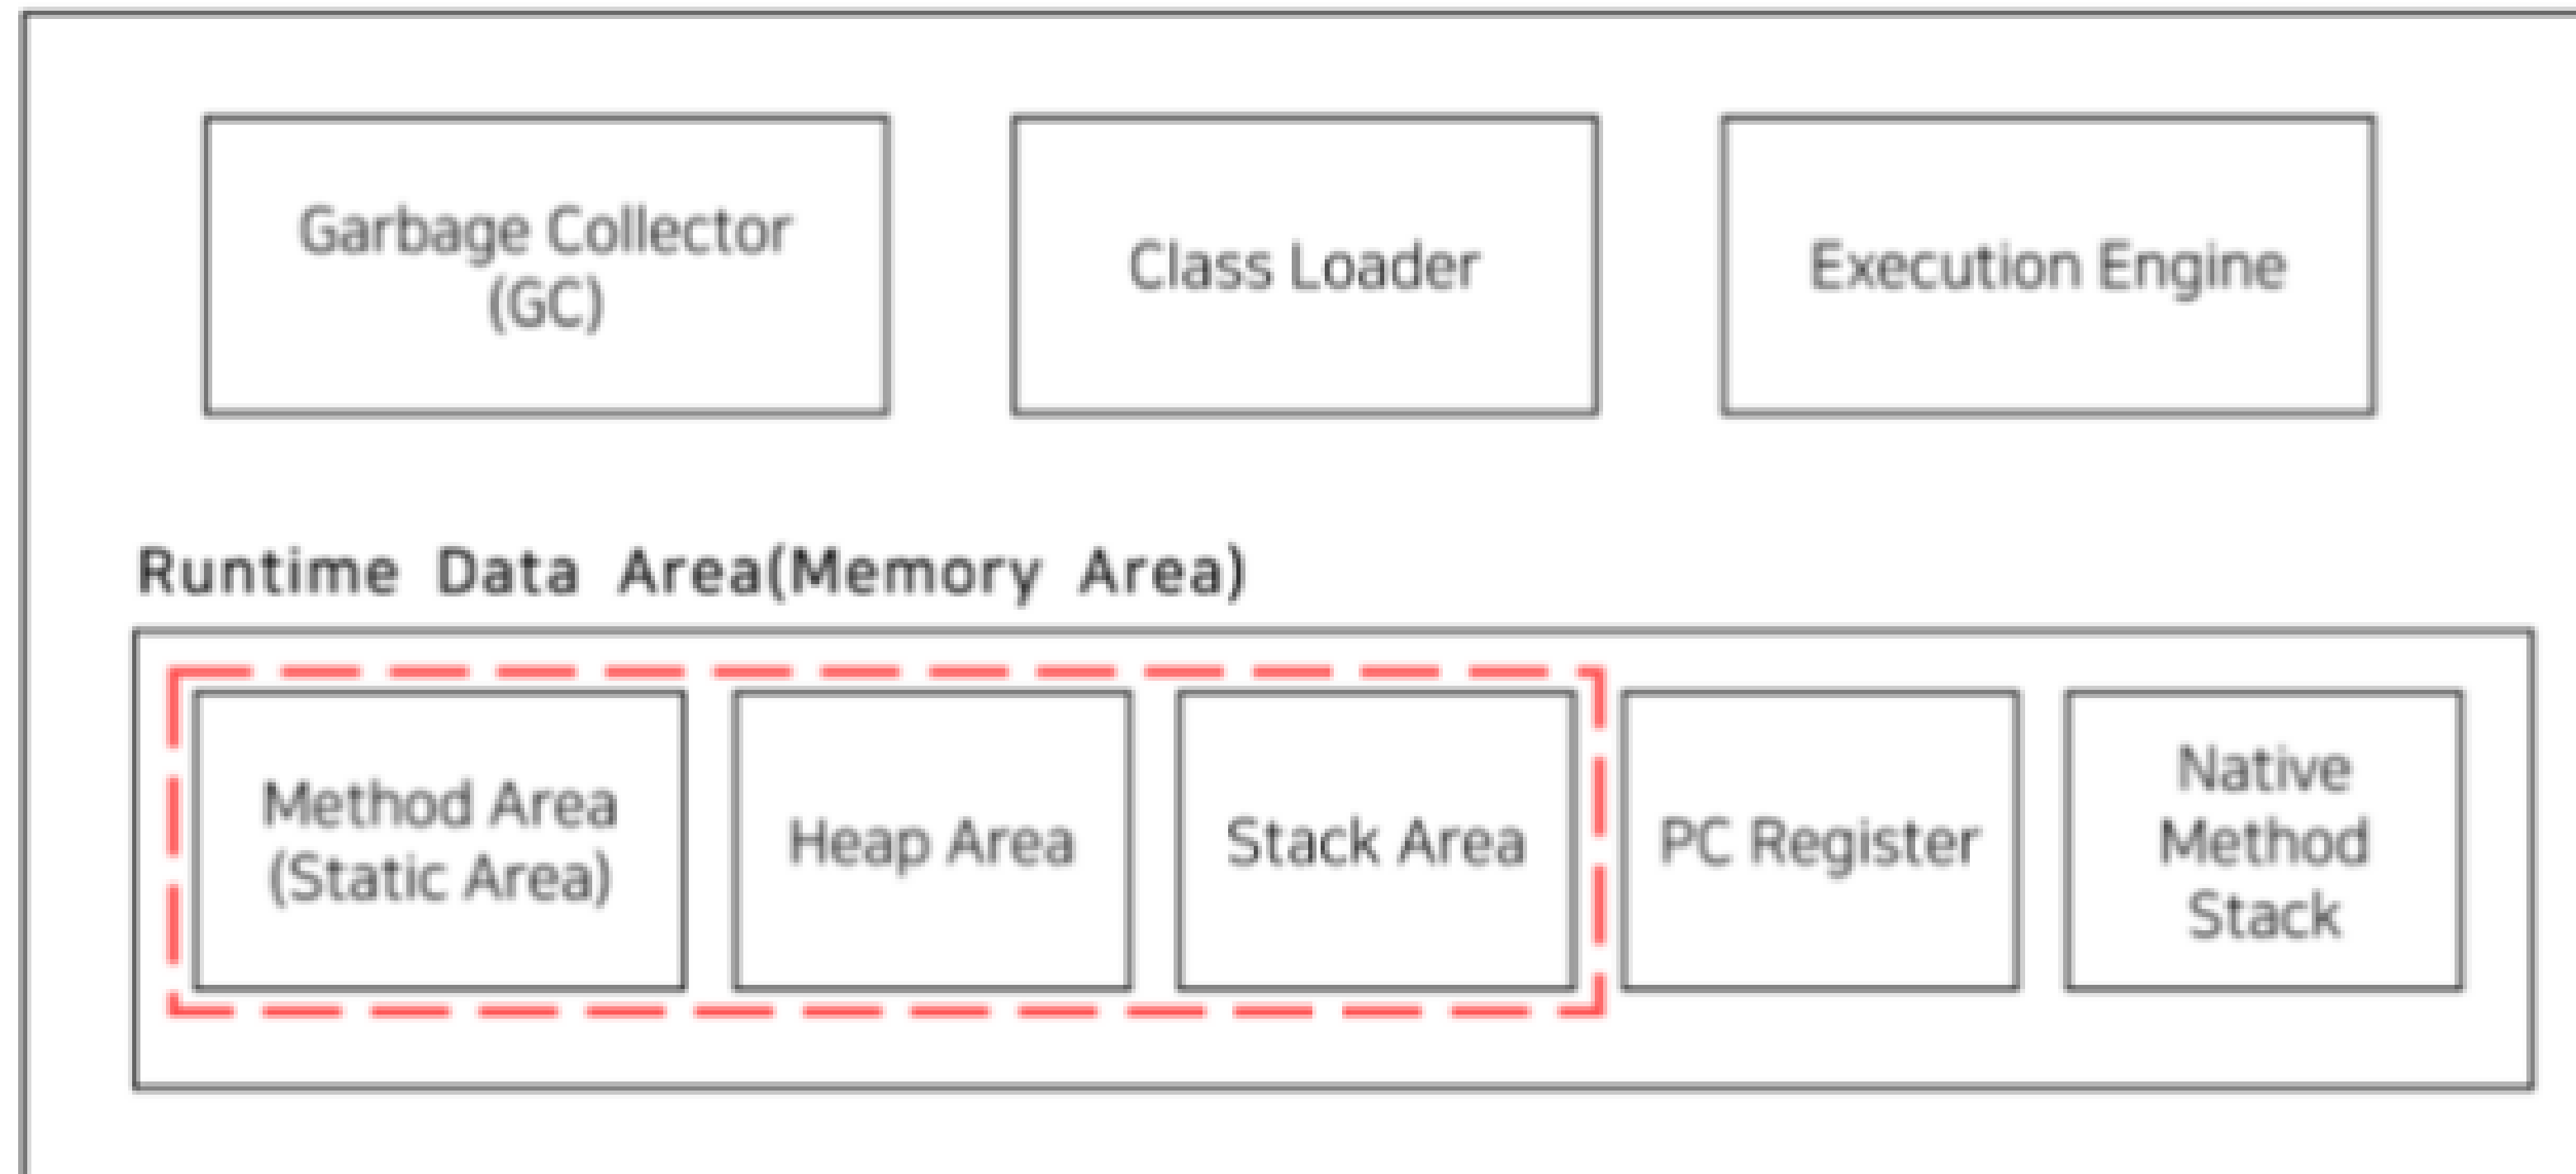 Garbage Collector
(GC)
Class Loader
Execution Engine
Runtime Data Area(Memory Area)
Method Area
(Static Area)
Heap Area
Stack Area
PC Register
Native
Method
Stack